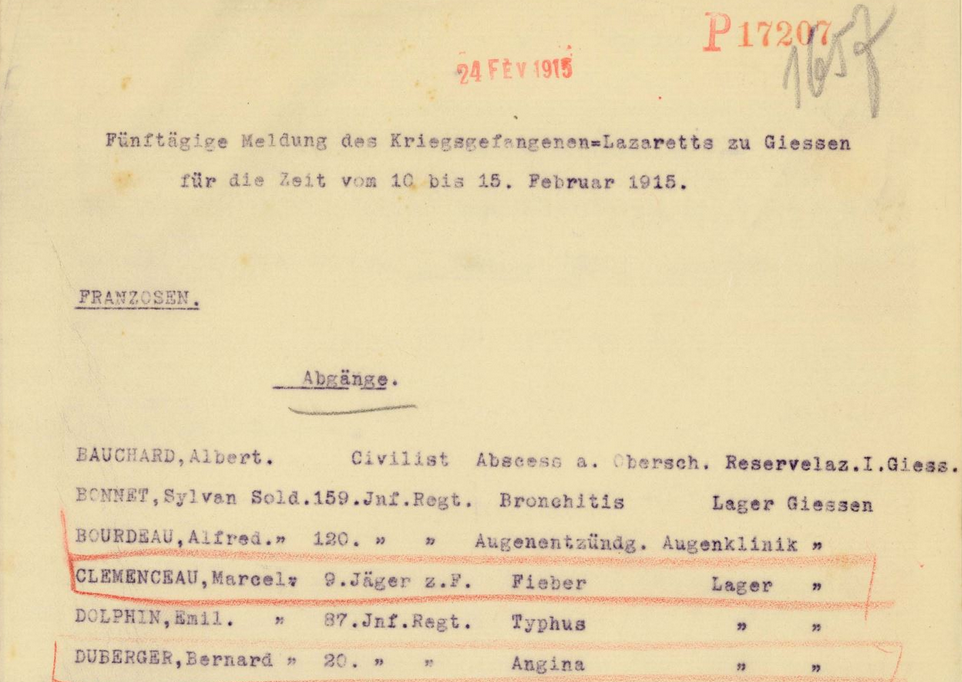 P 17207
1657
24 FEV 1915
Fünftägige Meldung des Kriegsgefangenen=Lazaretts zu Giessen
für die Zeit vom 10 bis 15. Februar 1915.
FRANZOSEN.
Abgänge.
BAUCHARD,Albert. Civilist Abscess a. Obersch. Reservelaz.I.Giess.
BONNET,Sylvan Sold.159.Jnf.Regt. Bronchitis Lager Giessen
BOURDEAU,Alfred.„ 120. „ „ Augenentzündg. Augenklinik „
CLEMENCEAU,Marcel„ 9.Jäger z.F. Fieber Lager „
DOLPHIN,Emil. „ 87.Jnf.Regt. Typhus „ „
DUBERGER,Bernard „ 20. „ „ Angina „ „